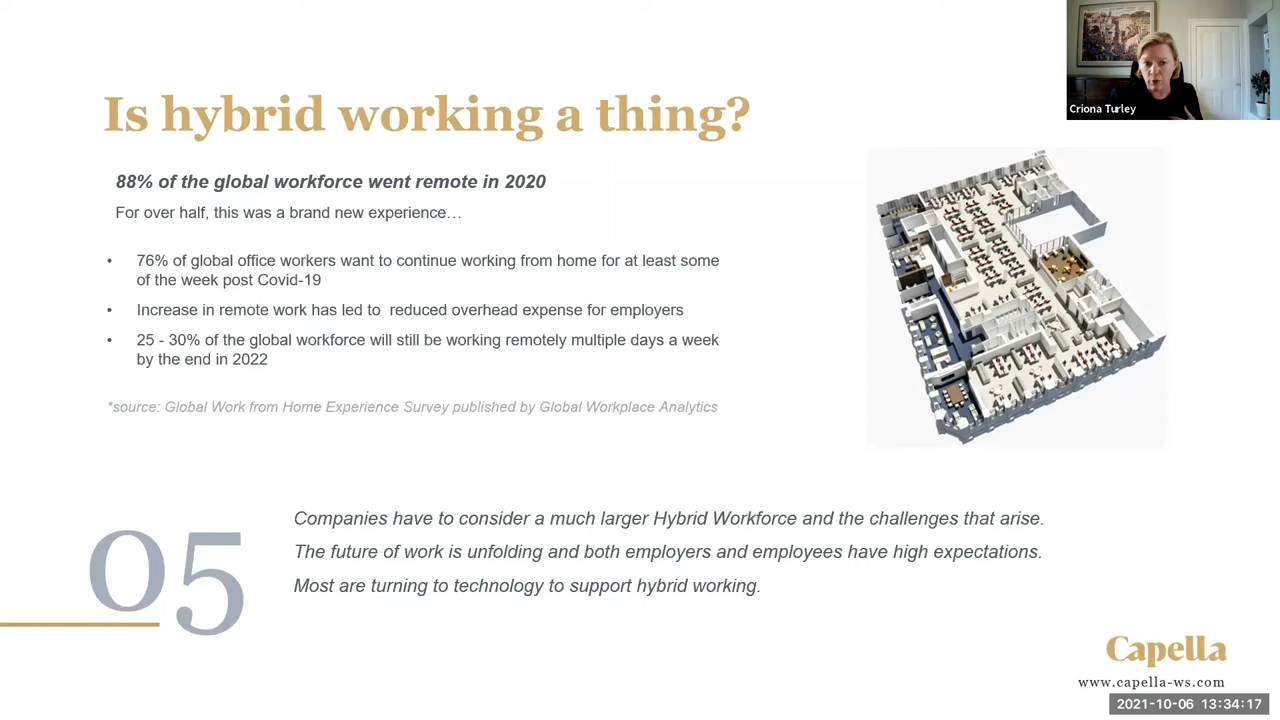 Criona Turley
Is hybrid working a thing?
88% of the global workforce went remote in 2020
For over half, this was a brand new experience…
• 76% of global office workers want to continue working from home for at least some
of the week post Covid-19
• Increase in remote work has led to  reduced overhead expense for employers
• 25 - 30% of the global workforce will still be working remotely multiple days a week
by the end in 2022
*source: Global Work from Home Experience Survey published by Global Workplace Analytics
05
Companies have to consider a much larger Hybrid Workforce and the challenges that arise.
The future of work is unfolding and both employers and employees have high expectations.
Most are turning to technology to support hybrid working.
Capella
www.capella-ws.com
2021-10-06 13:34:17